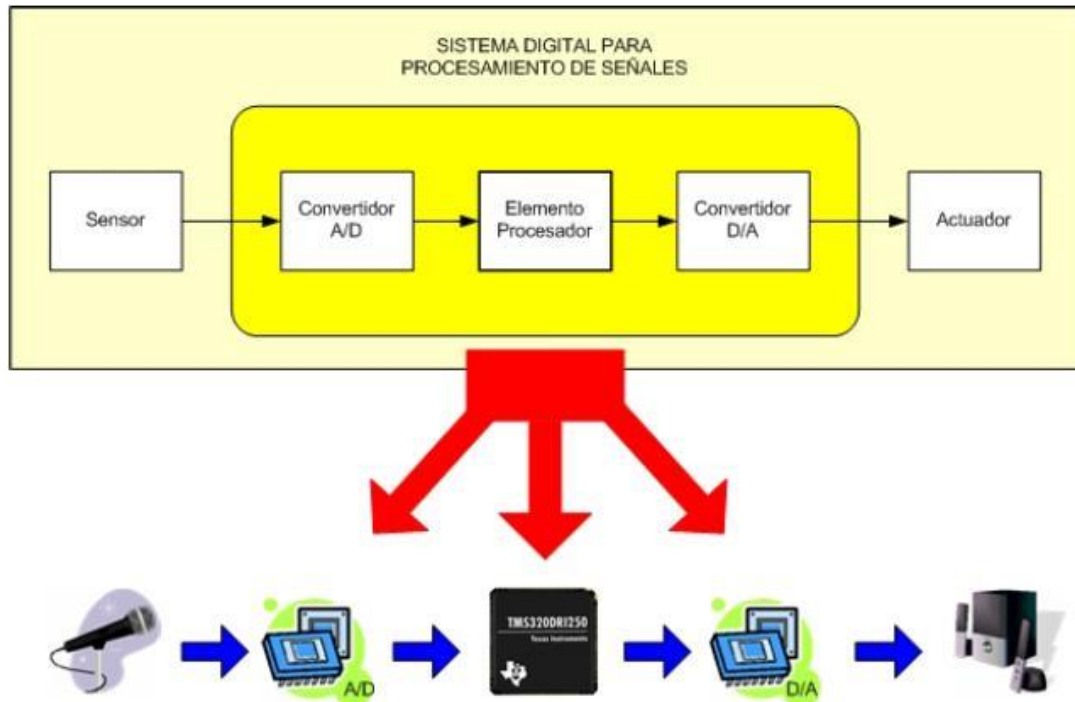 SISTEMA DIGITAL PARA
PROCESAMIENTO DE SEÑALES
Sensor
Convertidor
A/D
Elemento
Procesador
Convertidor
D/A
Actuador
TMS320DRI250
Texas Instruments
A/D
D/A